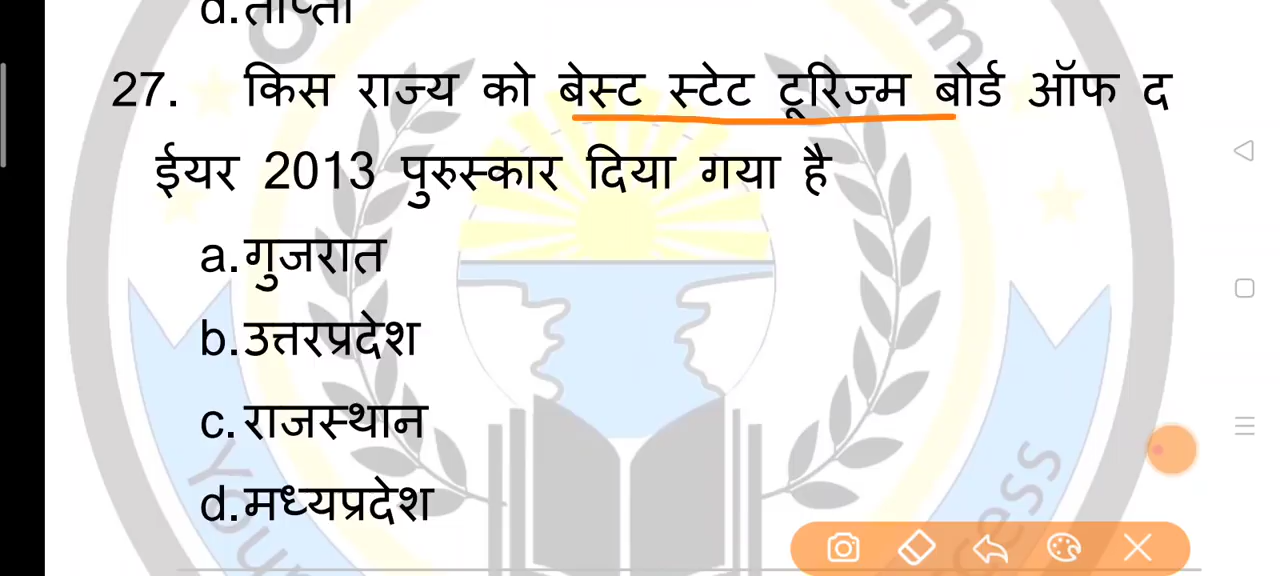 d.ताप्ती
27. किस राज्य को बेस्ट स्टेट टूरिज्म बोर्ड ऑफ द
ईयर 2013 पुरुस्कार दिया गया है
a.गुजरात
b.उत्तरप्रदेश
c.राजस्थान
d.मध्यप्रदेश